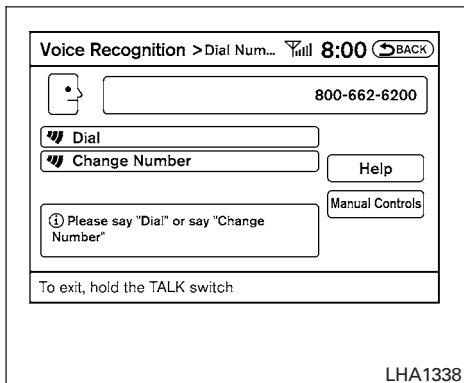 Voice Recognition >Dial Num... 8:00 BACK
800-662-6200
Dial
Change Number
Help
Manual Controls
Please say "Dial" or say "Change
Number"
To exit, hold the TALK switch
LHA1338